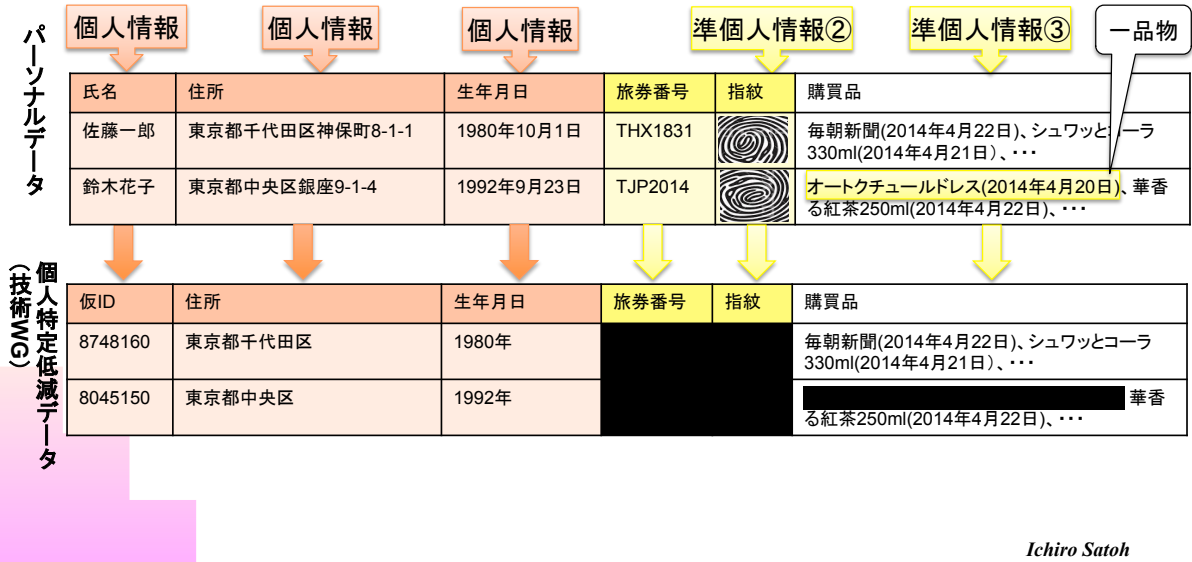 個人情報
個人情報
個人情報
準個人情報②
準個人情報③
一品物
パーソナルデータ
氏名 住所 生年月日 旅券番号 指紋 購買品
佐藤一郎 東京都千代田区神保町8-1-1 1980年10月1日 THX1831 毎朝新聞(2014年4月22日)、シュワッとコーラ
330ml(2014年4月21日）、・・・
鈴木花子 東京都中央区銀座9-1-4 1992年9月23日 TJP2014 オートクチュールドレス(2014年4月20日)、華香
る紅茶250ml(2014年4月22日)、・・・
個人特定低減データ
（技術WG）
仮ID 住所 生年月日 旅券番号 指紋 購買品
8748160 東京都千代田区 1980年 毎朝新聞(2014年4月22日)、シュワッとコーラ
330ml(2014年4月21日）、・・・
8045150 東京都中央区 1992年 華香
る紅茶250ml(2014年4月22日)、・・・
Ichiro Satoh